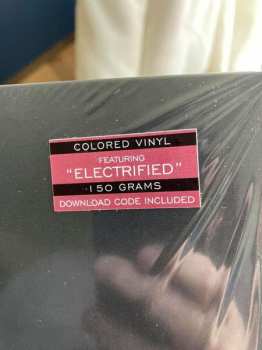 COLORED VINYL
FEATURING
"ELECTRIFIED"
150 GRAMS
DOWNLOAD CODE INCLUDED